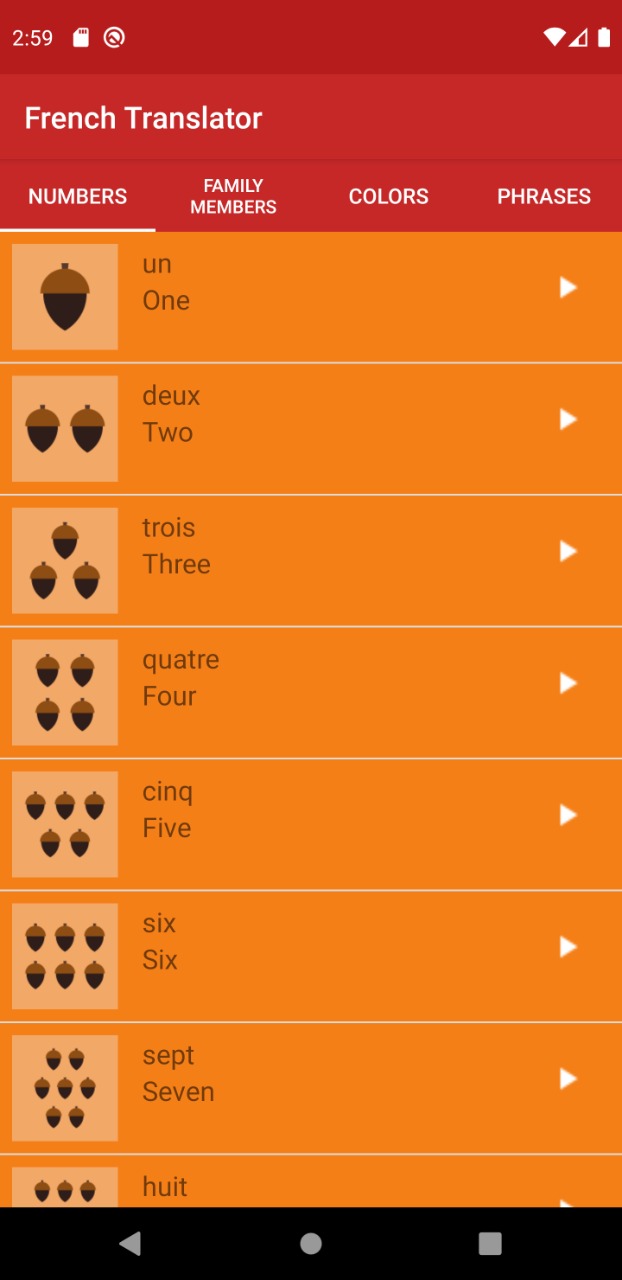 2:59
French Translator
NUMBERS
FAMILY
MEMBERS
COLORS
PHRASES
un
One
deux
Two
trois
Three
quatre
Four
cinq
Five
six
Six
sept
Seven
huit